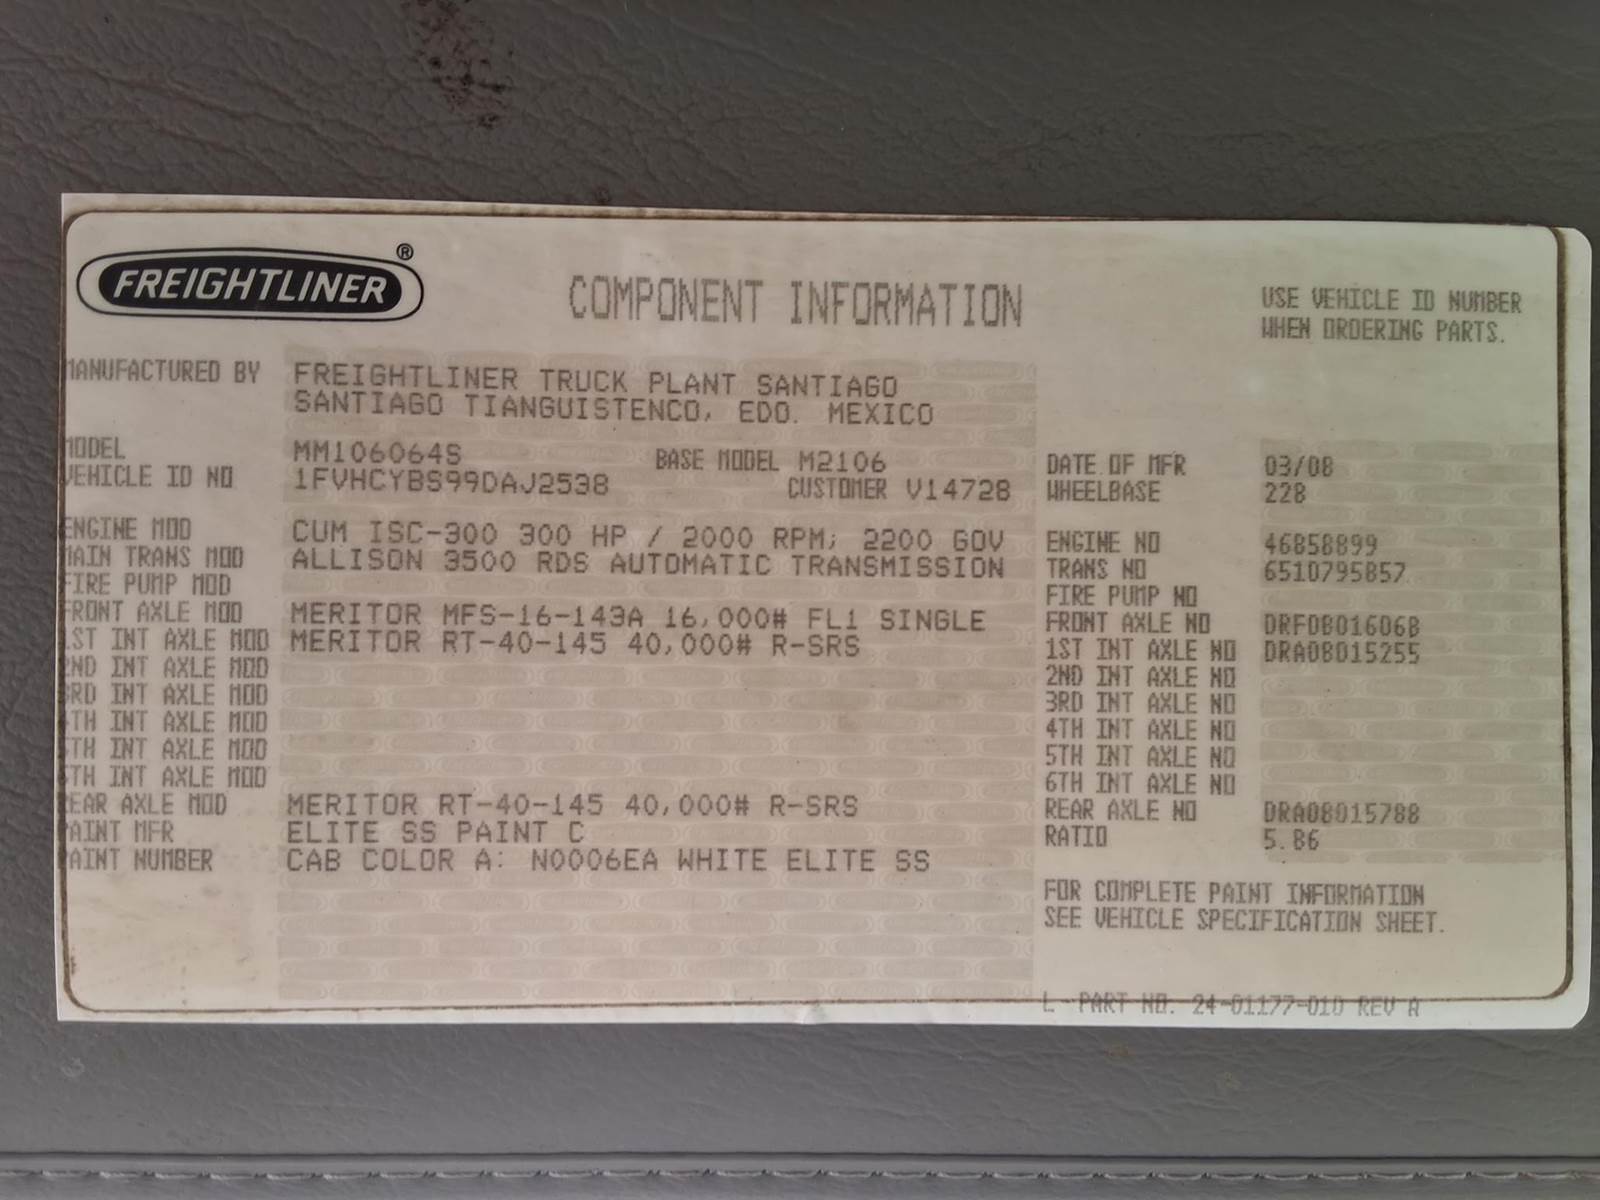 FREIGHTLINER ®
COMPONENT INFORMATION
USE VEHICLE ID NUMBER
WHEN ORDERING PARTS.
MANUFACTURED BY FREIGHTLINER TRUCK PLANT SANTIAGO
SANTIAGO TIANGUISTENCO, EDO. MEXICO
MODEL MM106064S BASE MODEL M2106 DATE OF MFR 03/08
VEHICLE ID NO 1FVHCYBS99DAJ2538 CUSTOMER V14728 WHEELBASE 228
ENGINE MOD CUM ISC-300 300 HP / 2000 RPM; 2200 GOV ENGINE NO 46858899
MAIN TRANS MOD ALLISON 3500 RDS AUTOMATIC TRANSMISSION TRANS NO 6510795857
FIRE PUMP MOD FIRE PUMP NO
FRONT AXLE MOD MERITOR MFS-16-143A 16,000# FL1 SINGLE FRONT AXLE NO DRF08016068
1ST INT AXLE MOD MERITOR RT-40-145 40,000# R-SRS 1ST INT AXLE NO DRA08015255
2ND INT AXLE MOD 2ND INT AXLE NO
3RD INT AXLE MOD 3RD INT AXLE NO
4TH INT AXLE MOD 4TH INT AXLE NO
5TH INT AXLE MOD 5TH INT AXLE NO
6TH INT AXLE MOD 6TH INT AXLE NO
REAR AXLE MOD MERITOR RT-40-145 40,000# R-SRS REAR AXLE NO DRA08015788
PAINT MFR ELITE SS PAINT C RATIO 5.86
PAINT NUMBER CAB COLOR A: N0006EA WHITE ELITE SS
FOR COMPLETE PAINT INFORMATION
SEE VEHICLE SPECIFICATION SHEET.
L - PART NO. 24-01177-010 REV A